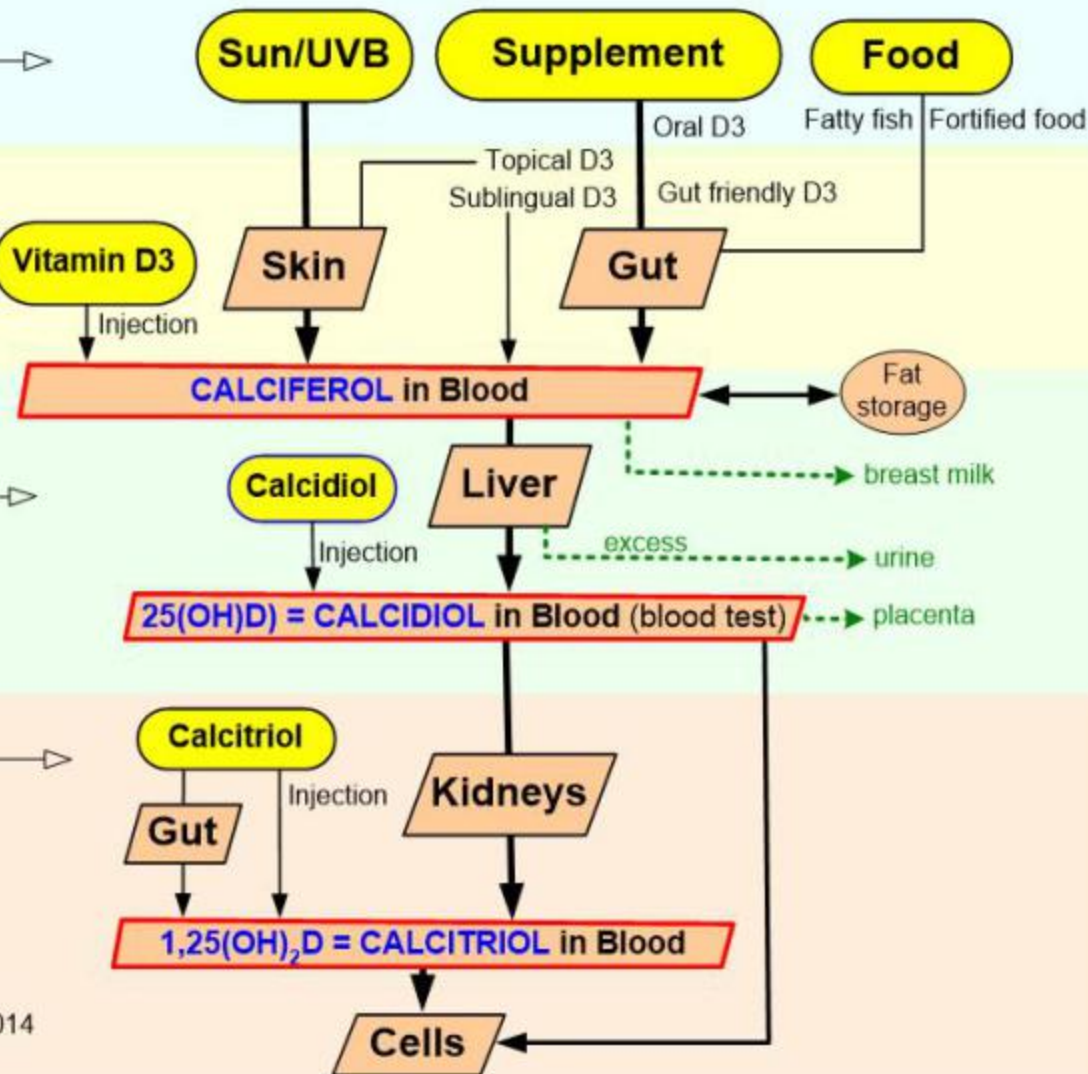 Sun/UVB
Supplement
Food
Oral D3
Fatty fish
Fortified food
Topical D3
Sublingual D3
Gut friendly D3
Vitamin D3
Skin
Gut
Injection
CALCIFEROL in Blood
Fat
storage
Liver
breast milk
Calcidiol
Injection
excess
urine
25(OH)D) = CALCIDIOL in Blood (blood test)
placenta
Calcitriol
Injection
Kidneys
Gut
1,25(OH)₂D = CALCITRIOL in Blood
014
Cells